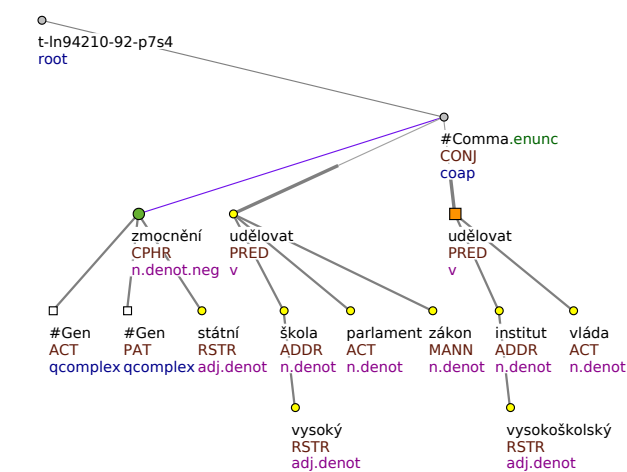 t-ln94210-92-p7s4
root
#Comma.enunc
CONJ
coap
zmocnění udělovat udělovat
CPHR PRED PRED
n.denot.neg v v
#Gen #Gen státní škola parlament zákon institut vláda
ACT PAT RSTR ADDR ACT MANN ADDR ACT
qcomplex qcomplex adj.denot n.denot n.denot n.denot n.denot n.denot
vysoký vysokoškolský
RSTR RSTR
adj.denot adj.denot